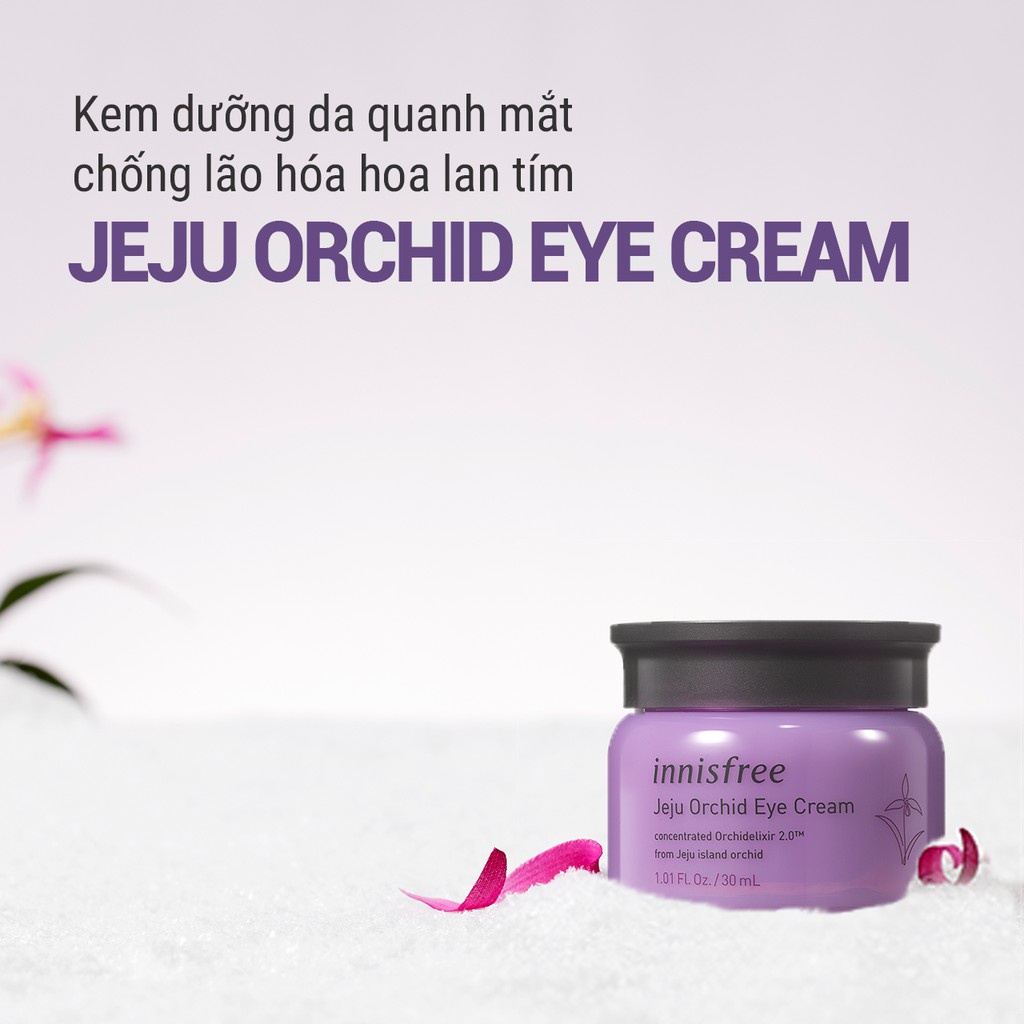 Kem dưỡng da quanh mắt
chống lão hóa hoa lan tím
JEJU ORCHID EYE CREAM
innisfree
Jeju Orchid Eye Cream
concentrated Orchidelixir 2.0™
from Jeju island orchid
1.01 FL. Oz. / 30 mL